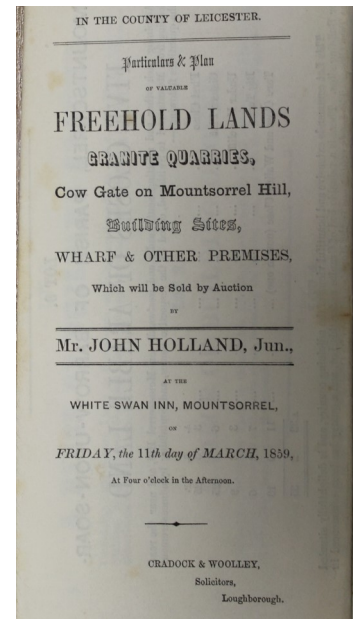 IN THE COUNTY OF LEICESTER.
Particulars & Plan
OF VALUABLE
FREEHOLD LANDS
GRANITE QUARRIES,
Cow Gate on Mountsorrel Hill,
Building Sites,
WHARF & OTHER PREMISES,
Which will be Sold by Auction
BY
Mr. JOHN HOLLAND, Jun.,
AT THE
WHITE SWAN INN, MOUNTSORREL,
ON
FRIDAY, the 11th day of MARCH, 1859,
At Four o'clock in the Afternoon.
CRADOCK & WOOLLEY,
Solicitors,
Loughborough.